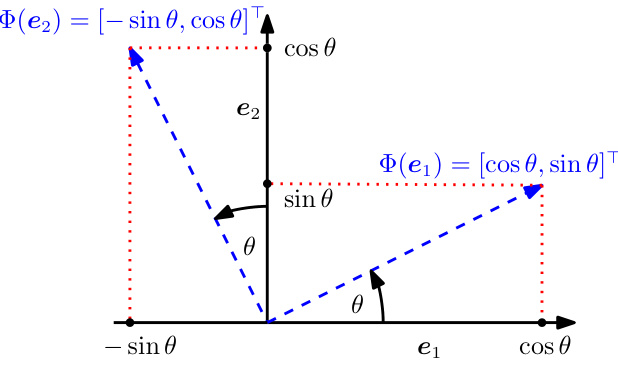 Φ(e₂) = [− sin θ, cos θ]⊤
cos θ
e₂
Φ(e₁) = [cos θ, sin θ]⊤
sin θ
θ
θ
− sin θ
e₁
cos θ